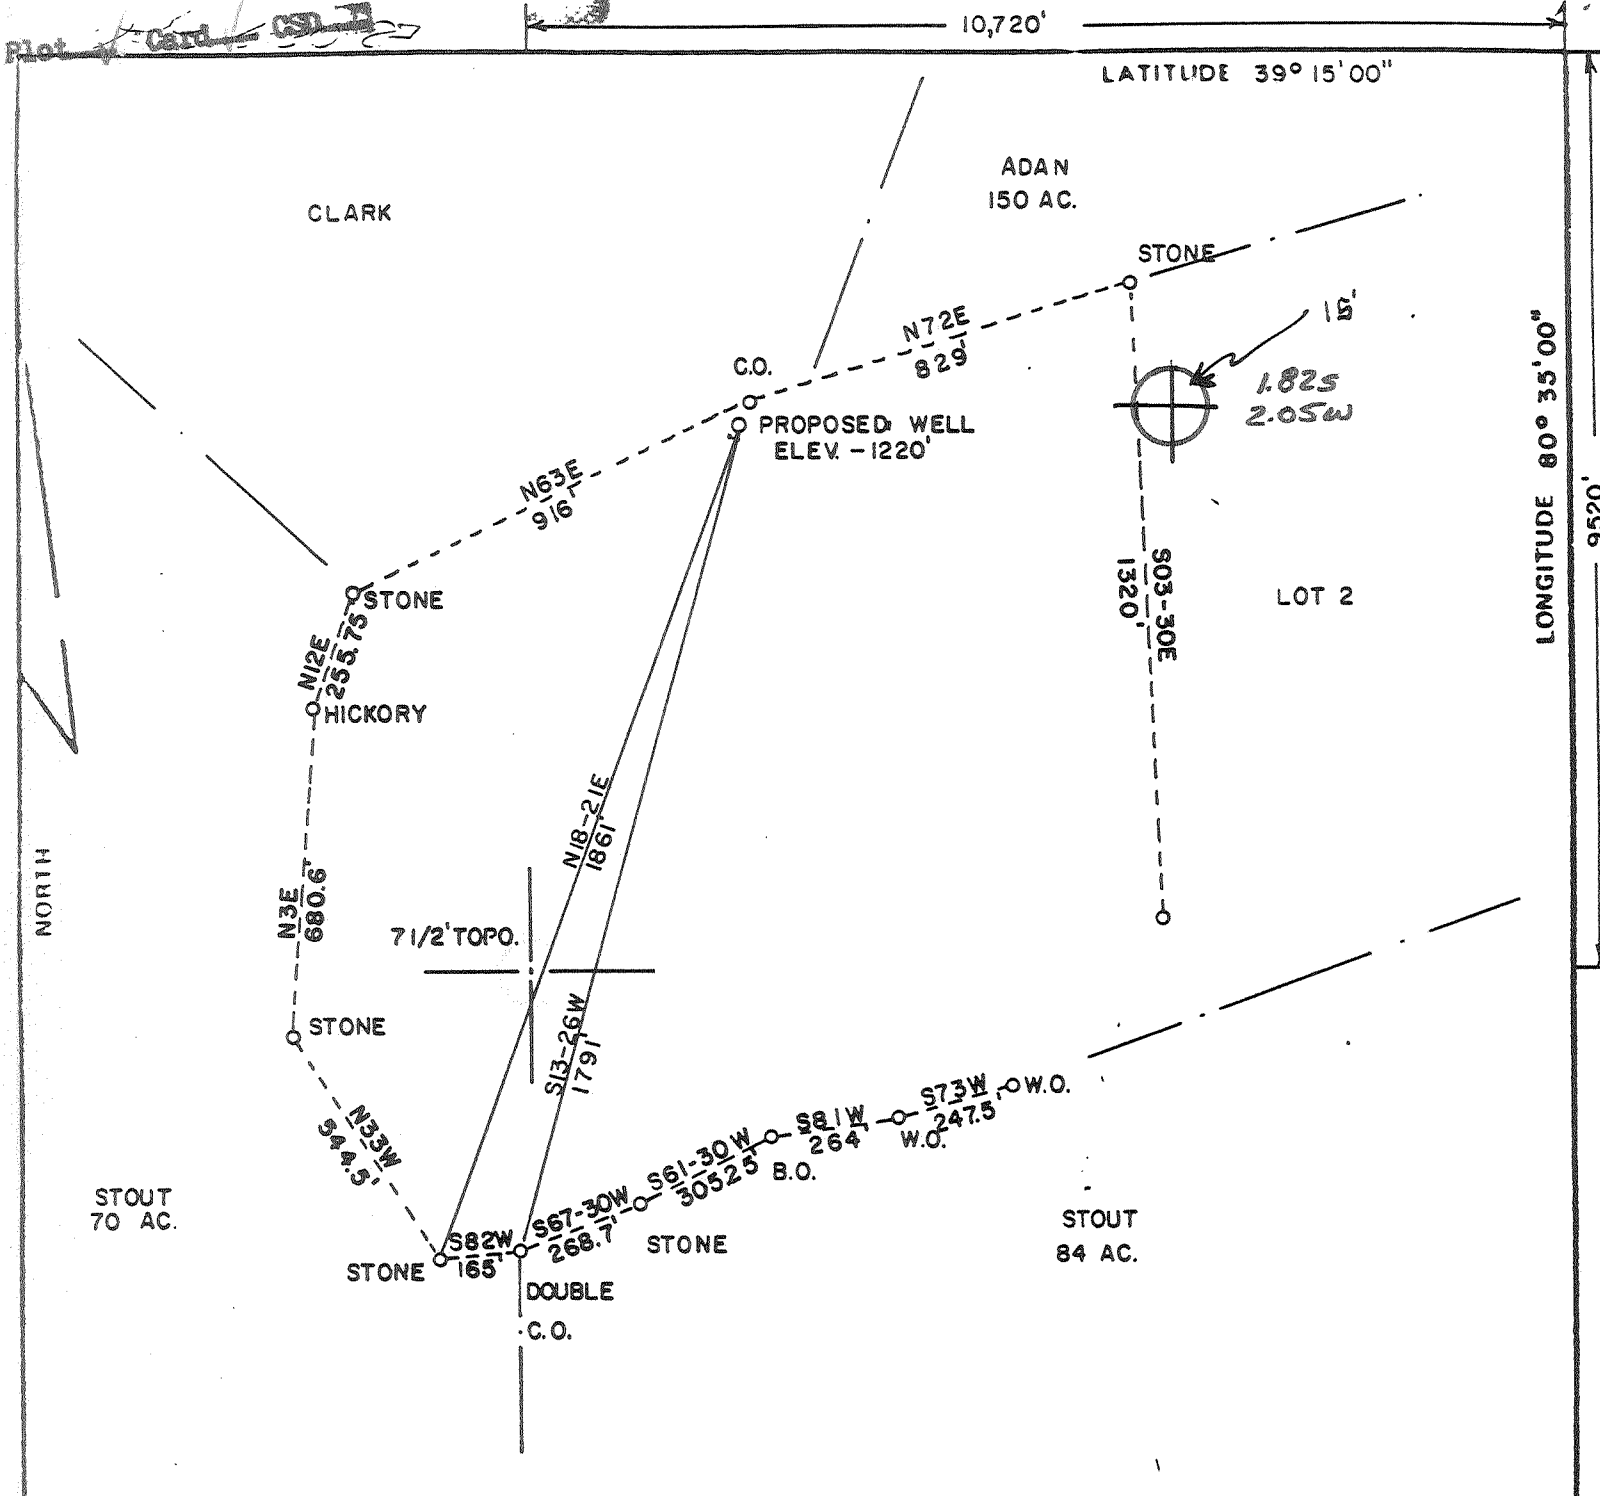 Plot Card CSD
10,720'
LATITUDE 39° 15' 00"
ADAN
150 AC.
CLARK
STONE
N72E
829'
15'
C.O.
1.82S
2.05W
PROPOSED WELL
ELEV. - 1220'
LONGITUDE 80° 35' 00"
9520'
N63E
916'
S03-30E
1320'
LOT 2
STONE
N12E
255.75
HICKORY
N18-21E
1861'
N3E
680.6'
NORTH
7 1/2' TOPO.
S13-26W
1791'
STONE
N33W
544.5'
S73W
247.5'
W.O.
S81W
264'
W.O.
S61-30W
305.25'
B.O.
S67-30W
268.7'
STONE
S82W
165'
STONE
STOUT
70 AC.
STOUT
84 AC.
DOUBLE
C.O.